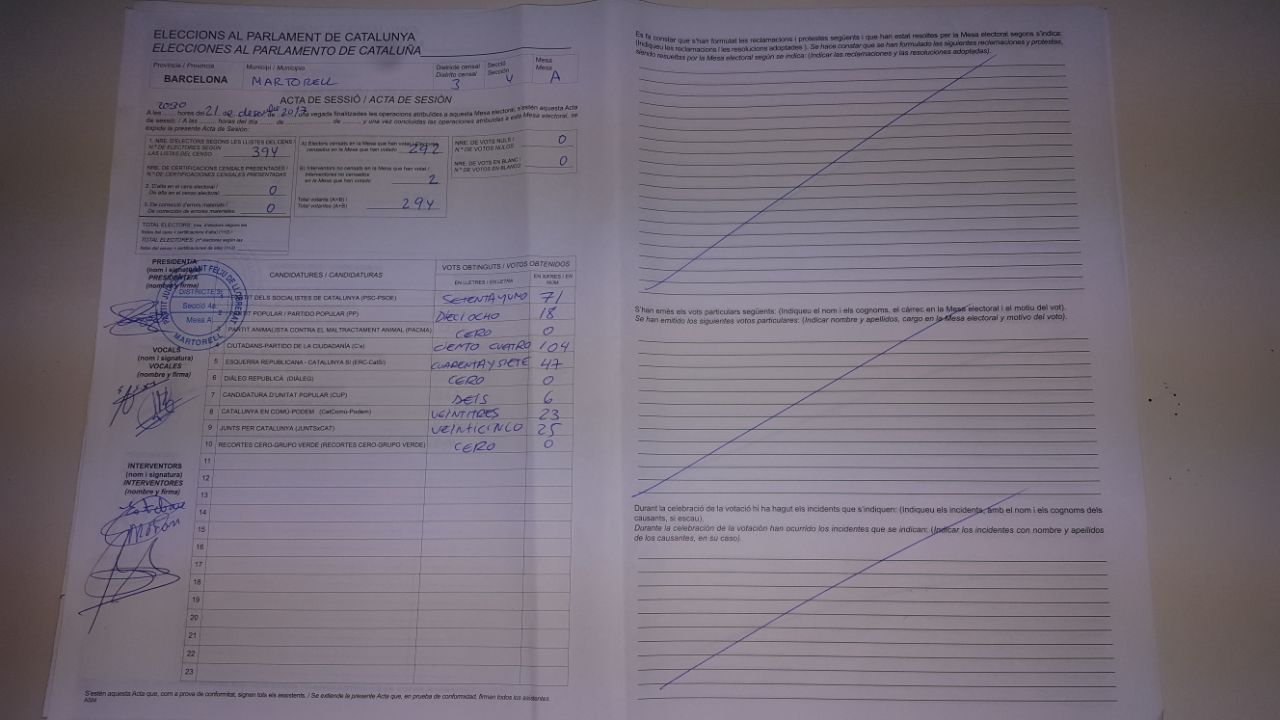 ELECCIONS AL PARLAMENT DE CATALUNYA
ELECCIONES AL PARLAMENTO DE CATALUÑA
Província / Provincia
BARCELONA
Municipi / Municipio
MARTORELL
Districte censal
Distrito censal
3
Secció
Sección
4
Mesa
Mesa
A
ACTA DE SESSIÓ / ACTA DE SESIÓN
A les 2030 hores del 21 de desembre de 2017 una vegada finalitzades les operacions atribuïdes a aquesta Mesa electoral, s'estén aquesta Acta
de sessió. / A las ...... horas del día ...... de ...... de ...... y una vez concluidas las operaciones atribuidas a esta Mesa electoral, se
expide la presente Acta de Sesión:
1. NRE. D'ELECTORS SEGONS LES LLISTES DEL CENS /
N.º DE ELECTORES SEGÚN
LAS LISTAS DEL CENSO 394
NRE. DE CERTIFICACIONS CENSALS PRESENTADES /
N.º DE CERTIFICACIONES CENSALES PRESENTADAS
2. D'alta en el cens electoral /
De alta en el censo electoral: 0
3. De correcció d'errors materials /
De corrección de errores materiales: 0
TOTAL ELECTORS:
TOTAL ELECTORES:
A) Electors censats en la Mesa que han votat / Electores
censados en la Mesa que han votado 292
B) Interventors no censats en la Mesa que han votat /
Interventores no censados
en la Mesa que han votado 2
Total votants (A+B) /
Total votantes (A+B) 294
NRE. DE VOTS NULS /
N.º DE VOTOS NULOS 0
NRE. DE VOTS EN BLANC /
N.º DE VOTOS EN BLANCO 0
PRESIDENT/A
(nom i signatura)
PRESIDENTE/A
(nombre y firma)
DISTRICTE 3
Secció 4a
Mesa A
MARTORELL
CANDIDATURES / CANDIDATURAS
VOTS OBTINGUTS / VOTOS OBTENIDOS
EN LLETRES / EN LETRA
EN XIFRES / EN NÚM
PARTIT DELS SOCIALISTES DE CATALUNYA (PSC-PSOE) SETENTAYUNO 71
PARTIT POPULAR / PARTIDO POPULAR (PP) DIECIOCHO 18
PARTIT ANIMALISTA CONTRA EL MALTRACTAMENT ANIMAL (PACMA) CERO 0
4 CIUTADANS-PARTIDO DE LA CIUDADANÍA (C's) CIENTO CUATRO 104
5 ESQUERRA REPUBLICANA - CATALUNYA SÍ (ERC-CatSí) CUARENTAYSIETE 47
6 DIÀLEG REPUBLICÀ (DIÀLEG) CERO 0
7 CANDIDATURA D'UNITAT POPULAR (CUP) SEIS 6
8 CATALUNYA EN COMÚ-PODEM (CatComú-Podem) VEINTITRES 23
9 JUNTS PER CATALUNYA (JUNTSxCAT) VEINTICINCO 25
10 RECORTES CERO-GRUPO VERDE (RECORTES CERO-GRUPO VERDE) CERO 0
11
12
13
14
15
16
17
18
19
20
21
22
23
VOCALS
(nom i signatura)
VOCALES
(nombre y firma)
INTERVENTORS
(nom i signatura)
INTERVENTORES
(nombre y firma)
S'estén aquesta Acta que, com a prova de conformitat, signen tots els assistents. / Se extiende la presente Acta que, en prueba de conformidad, firman todos los asistentes.
Es fa constar que s'han formulat les reclamacions i protestes següents i que han estat resoltes per la Mesa electoral segons s'indica:
(Indiqueu les reclamacions i les resolucions adoptades). Se hace constar que se han formulado las siguientes reclamaciones y protestas,
siendo resueltas por la Mesa electoral según se indica: (Indicar las reclamaciones y las resoluciones adoptadas).
S'han emès els vots particulars següents. (Indiqueu el nom i els cognoms, el càrrec en la Mesa electoral i el motiu del vot).
Se han emitido los siguientes votos particulares: (Indicar nombre y apellidos, cargo en la Mesa electoral y motivo del voto).
Durant la celebració de la votació hi ha hagut els incidents que s'indiquen: (Indiqueu els incidents, amb el nom i els cognoms dels
causants, si escau).
Durante la celebración de la votación han ocurrido los incidentes que se indican: (Indicar los incidentes con nombre y apellidos
de los causantes, en su caso).